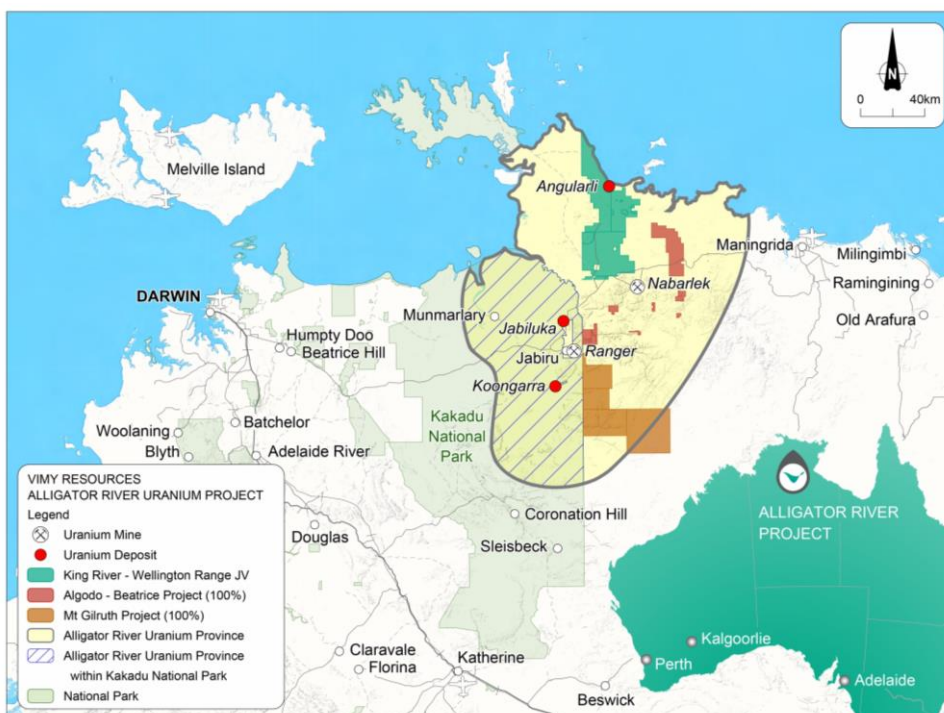 N
0 40km
Melville Island
Angularli
Maningrida
Milingimbi
Nabarlek
Ramingining
DARWIN
Munmarlary
Jabiluka
Old Arafura
Humpty Doo
Beatrice Hill
Jabiru
Ranger
Koongarra
Kakadu
National
Park
Batchelor
Woolaning
Blyth
Adelaide River
VIMY RESOURCES
ALLIGATOR RIVER URANIUM PROJECT
Legend
Uranium Mine
Uranium Deposit
King River - Wellington Range JV
Algodo - Beatrice Project (100%)
Mt Gilruth Project (100%)
Alligator River Uranium Province
Alligator River Uranium Province
within Kakadu National Park
National Park
Coronation Hill
Douglas
Sleisbeck
ALLIGATOR RIVER
PROJECT
Claravale
Florina
Katherine
Beswick
Kalgoorlie
Perth
Adelaide